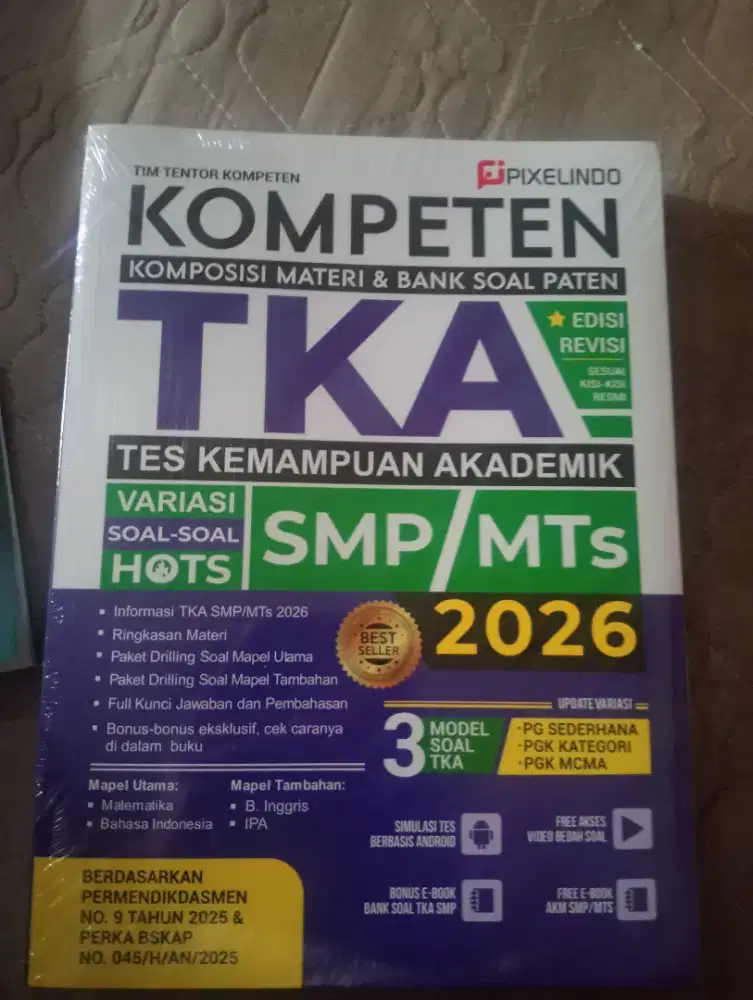 TIM TENTOR KOMPETEN
PIXELINDO
KOMPETEN
KOMPOSISI MATERI & BANK SOAL PATEN
TKA
EDISI
REVISI
SESUAI
KISI-KISI
RESMI
TES KEMAMPUAN AKADEMIK
VARIASI
SOAL-SOAL
HOTS
SMP/MTs
2026
BEST
SELLER
▪ Informasi TKA SMP/MTs 2026
▪ Ringkasan Materi
▪ Paket Drilling Soal Mapel Utama
▪ Paket Drilling Soal Mapel Tambahan
▪ Full Kunci Jawaban dan Pembahasan
▪ Bonus-bonus eksklusif, cek caranya
di dalam buku
UPDATE VARIASI
3 MODEL
SOAL
TKA
·PG SEDERHANA
·PGK KATEGORI
·PGK MCMA
Mapel Utama:
▪ Matematika
▪ Bahasa Indonesia
Mapel Tambahan:
▪ B. Inggris
▪ IPA
SIMULASI TES
BERBASIS ANDROID
FREE AKSES
VIDEO BEDAH SOAL
BONUS E-BOOK
BANK SOAL TKA SMP
FREE E-BOOK
AKM SMP/MTS
BERDASARKAN
PERMENDIKDASMEN
NO. 9 TAHUN 2025 &
PERKA BSKAP
NO. 045/H/AN/2025